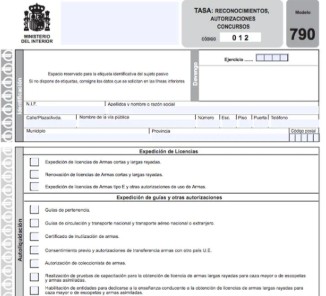 MINISTERIO
DEL INTERIOR
TASA: RECONOCIMIENTOS,
AUTORIZACIONES
CONCURSOS
CÓDIGO 0 1 2
Modelo
790
Identificación
Espacio reservado para la etiqueta identificativa del sujeto pasivo.
Si no dispone de etiquetas, consigne los datos que se solicitan en las líneas inferiores.
Devengo
Ejercicio
N.I.F.
Apellidos y nombre o razón social
Calle/Plaza/Avda.
Nombre de la vía pública
Número
Esc.
Piso
Puerta
Teléfono
Municipio
Provincia
Código postal
Autoliquidación
Expedición de Licencias
Expedición de licencias de Armas cortas y largas rayadas.
Renovación de licencias de Armas cortas y largas rayadas.
Expedición de licencias de Armas tipo E y otras autorizaciones de uso de Armas.
Expedición de guías y otras autorizaciones
Guías de pertenencia.
Guías de circulación y transporte nacional y transporte aéreo nacional o extranjero.
Certificado de inutilización de armas.
Consentimiento previo y autorizaciones de transferencia armas con otro país U.E.
Autorización de coleccionista de armas.
Realización de pruebas de capacitación para la obtención de licencia de armas largas rayadas para caza mayor o de escopetas
y armas asimiladas.
Habilitación de entidades para dedicarse a la enseñanza conducente a la obtención de licencias de armas largas rayadas para
caza mayor o de escopetas y armas asimiladas.